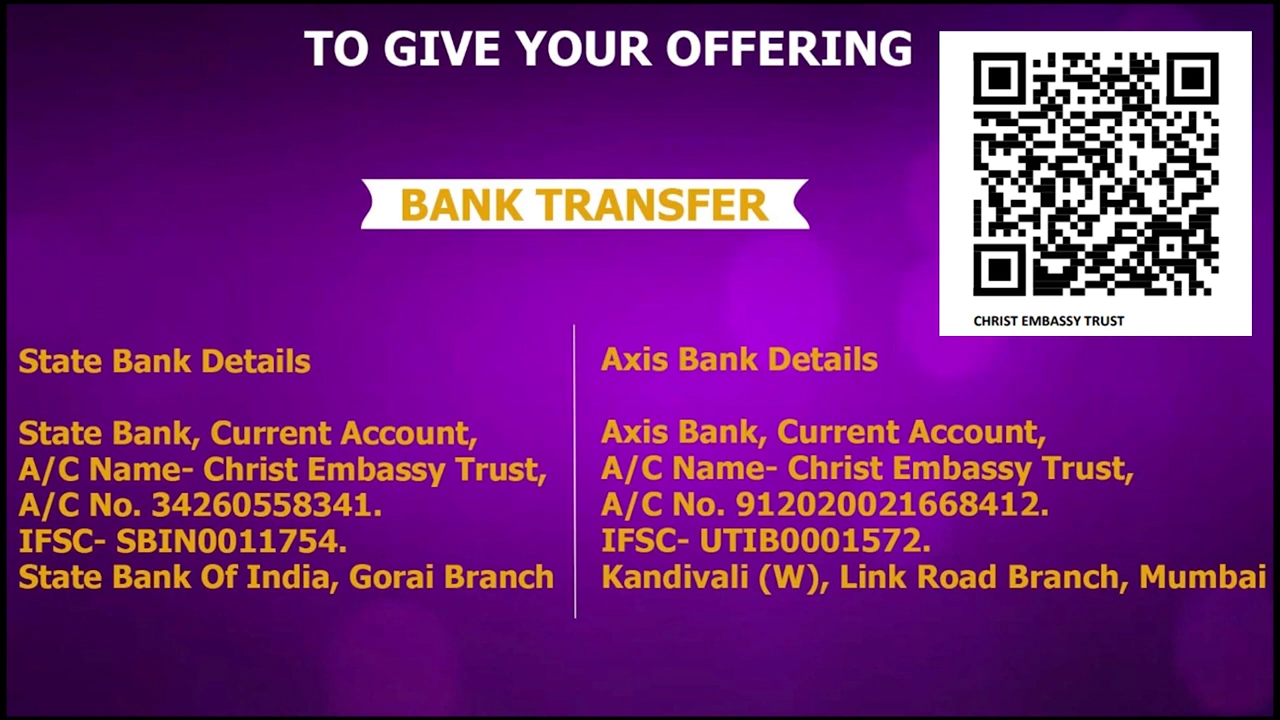 TO GIVE YOUR OFFERING
BANK TRANSFER
CHRIST EMBASSY TRUST
State Bank Details
State Bank, Current Account,
A/C Name- Christ Embassy Trust,
A/C No. 34260558341.
IFSC- SBIN0011754.
State Bank Of India, Gorai Branch
Axis Bank Details
Axis Bank, Current Account,
A/C Name- Christ Embassy Trust,
A/C No. 912020021668412.
IFSC- UTIB0001572.
Kandivali (W), Link Road Branch, Mumbai